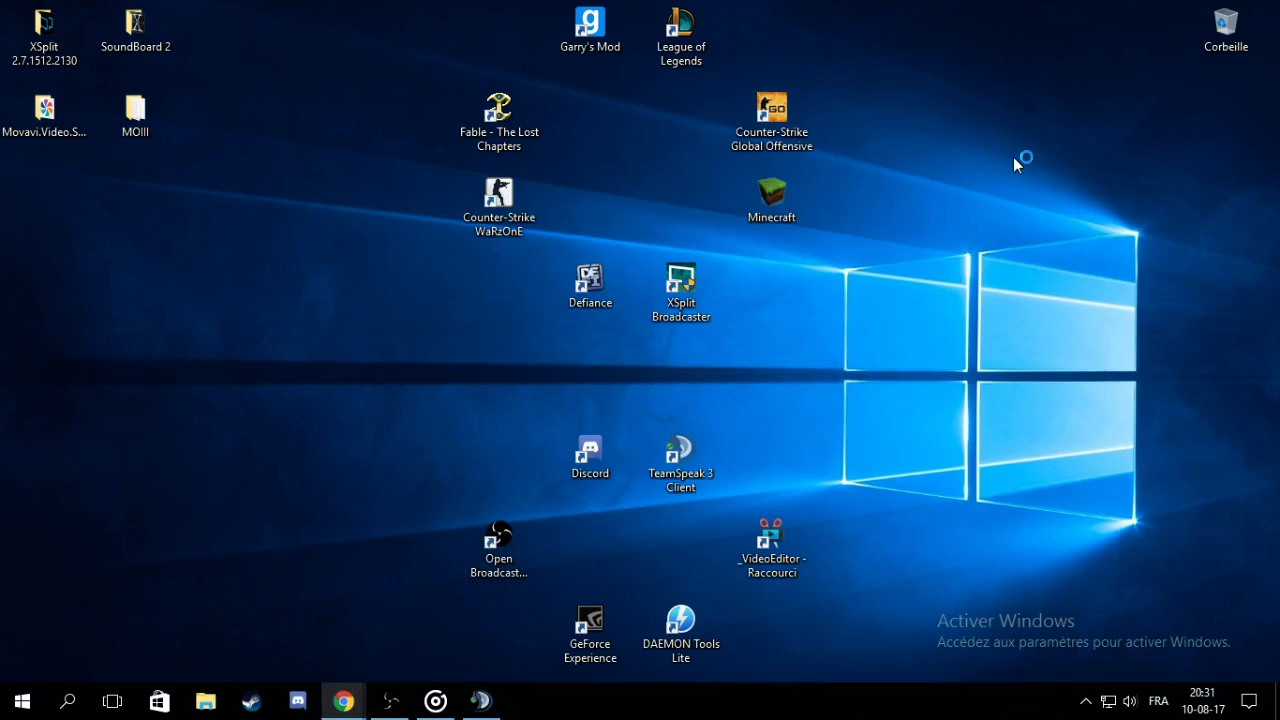 XSplit
2.7.1512.2130
SoundBoard 2
Garry's Mod
League of
Legends
Corbeille
Movavi.Video.S...
MOIII
Fable - The Lost
Chapters
GO
Counter-Strike
Global Offensive
Counter-Strike
WaRzOnE
Minecraft
DEFI
Defiance
XSplit
Broadcaster
Discord
TeamSpeak 3
Client
Open
Broadcast...
_VideoEditor -
Raccourci
GeForce
Experience
DAEMON Tools
Lite
Activer Windows
Accédez aux paramètres pour activer Windows.
FRA
20:31
10-08-17